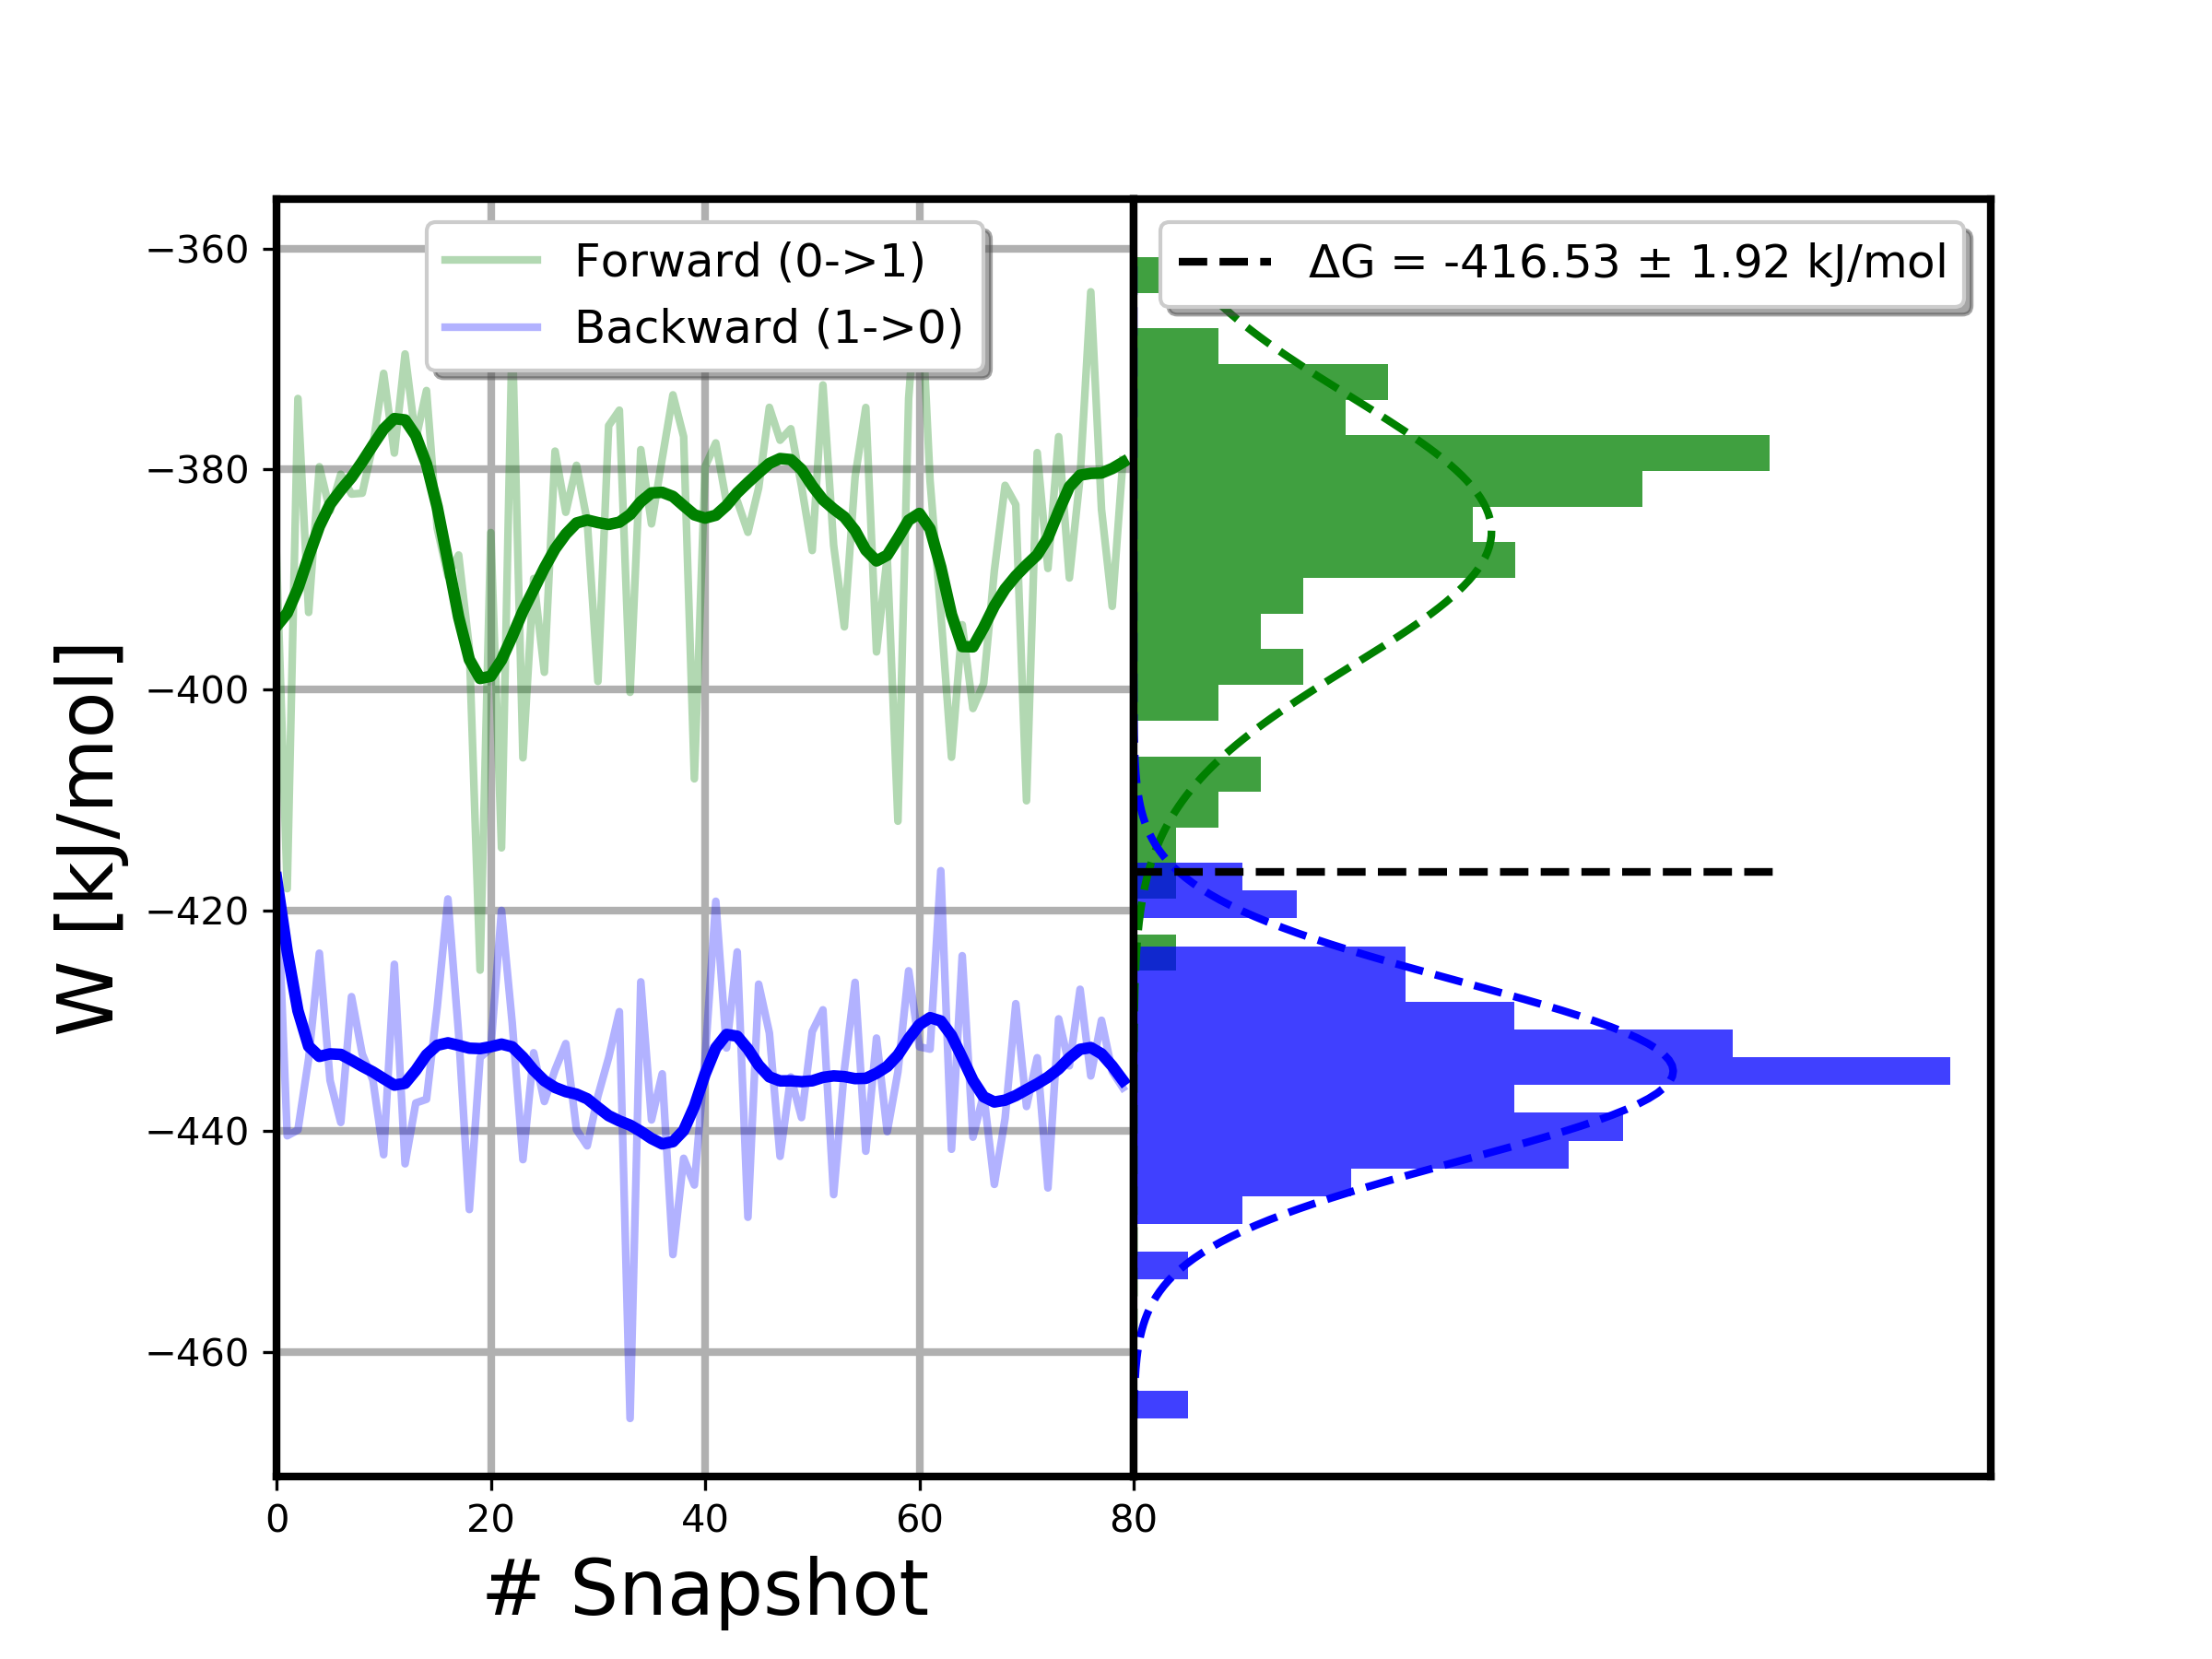 Forward (0->1)
Backward (1->0)
ΔG = -416.53 ± 1.92 kJ/mol
W [kJ/mol]
−360
−380
−400
−420
−440
−460
0 20 40 60 80
# Snapshot